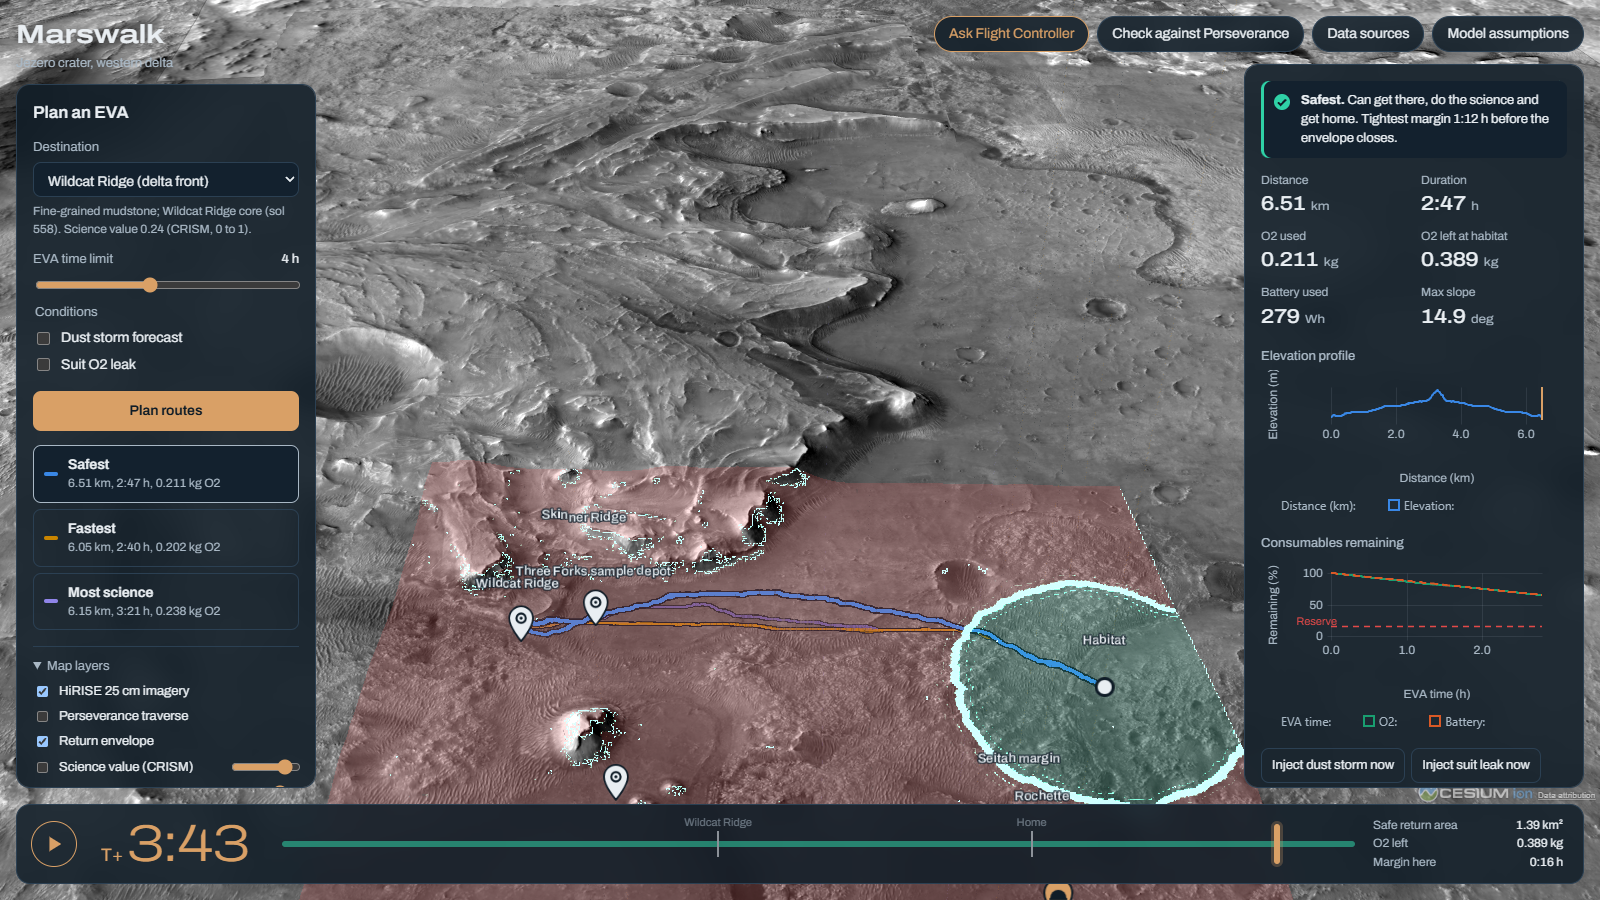 Marswalk
Jezero crater, western delta
Ask Flight Controller
Check against Perseverance
Data sources
Model assumptions
Plan an EVA
Destination
Wildcat Ridge (delta front)
Fine-grained mudstone; Wildcat Ridge core (sol
558). Science value 0.24 (CRISM, 0 to 1).
EVA time limit
4 h
Conditions
Dust storm forecast
Suit O2 leak
Plan routes
Safest
6.51 km, 2:47 h, 0.211 kg O2
Fastest
6.05 km, 2:40 h, 0.202 kg O2
Most science
6.15 km, 3:21 h, 0.238 kg O2
Map layers
HiRISE 25 cm imagery
Perseverance traverse
Return envelope
Science value (CRISM)
Skinner Ridge
Three Forks sample depot
Wildcat Ridge
Habitat
Seitah margin
Rochette
Safest. Can get there, do the science and
get home. Tightest margin 1:12 h before the
envelope closes.
Distance
Duration
6.51 km
2:47 h
O2 used
O2 left at habitat
0.211 kg
0.389 kg
Battery used
Max slope
279 Wh
14.9 deg
Elevation profile
Elevation (m)
0.0
2.0
4.0
6.0
Distance (km)
Distance (km):
Elevation:
Consumables remaining
Remaining (%)
100
50
Reserve
0
0.0
1.0
2.0
EVA time (h)
EVA time:
O2:
Battery:
Inject dust storm now
Inject suit leak now
CESIUM ion
Data attribution
T+ 3:43
Wildcat Ridge
Home
Safe return area
1.39 km²
O2 left
0.389 kg
Margin here
0:16 h